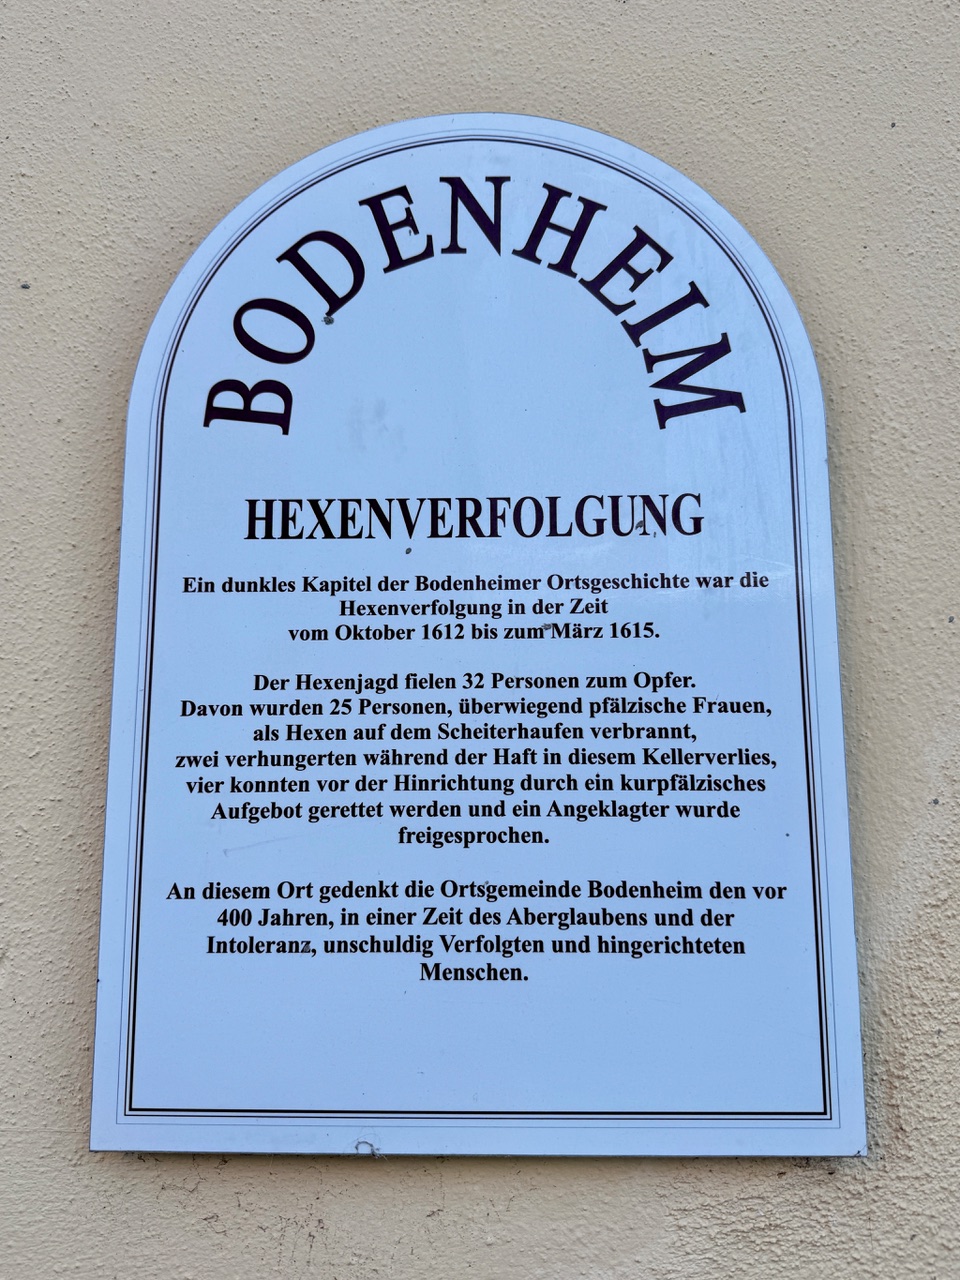 BODENHEIM
HEXENVERFOLGUNG
Ein dunkles Kapitel der Bodenheimer Ortsgeschichte war die
Hexenverfolgung in der Zeit
vom Oktober 1612 bis zum März 1615.
Der Hexenjagd fielen 32 Personen zum Opfer.
Davon wurden 25 Personen, überwiegend pfälzische Frauen,
als Hexen auf dem Scheiterhaufen verbrannt,
zwei verhungerten während der Haft in diesem Kellerverlies,
vier konnten vor der Hinrichtung durch ein kurpfälzisches
Aufgebot gerettet werden und ein Angeklagter wurde
freigesprochen.
An diesem Ort gedenkt die Ortsgemeinde Bodenheim den vor
400 Jahren, in einer Zeit des Aberglaubens und der
Intoleranz, unschuldig Verfolgten und hingerichteten
Menschen.